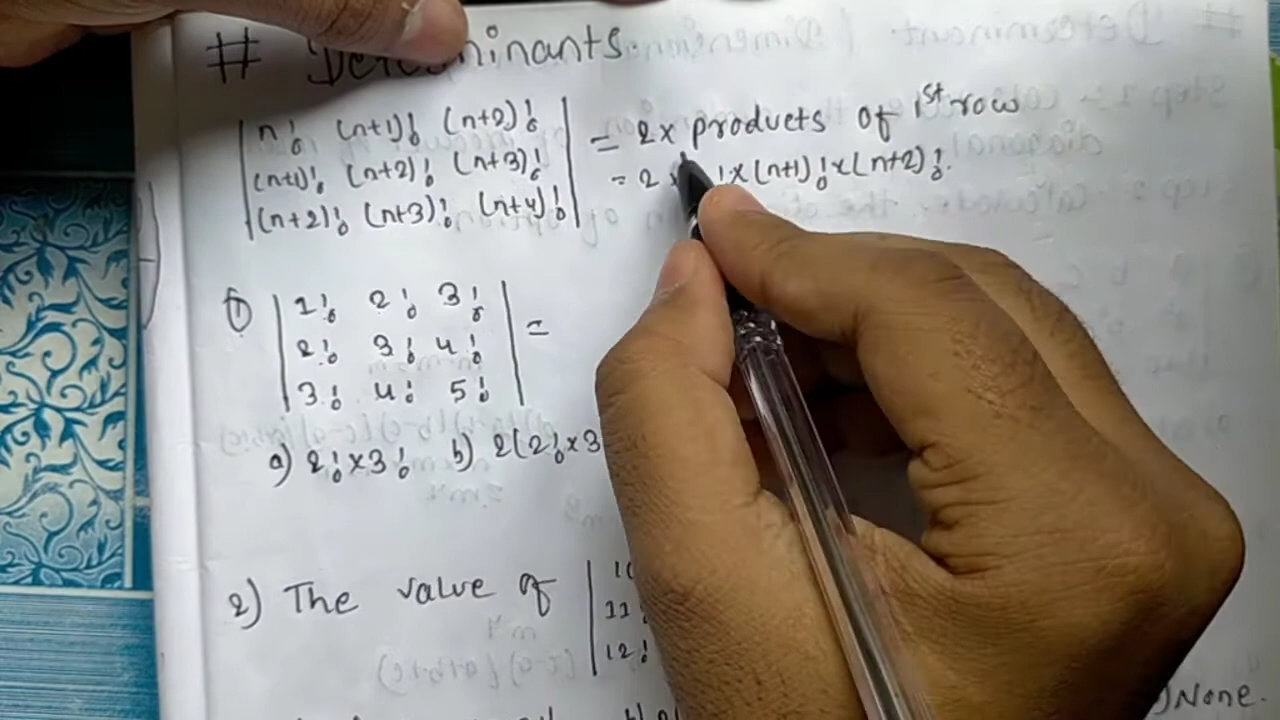 # Determinants.
| n! (n+1)! (n+2)! | = 2x products of 1st row
| (n+1)! (n+2)! (n+3)! | = 2 x ! x (n+1)! x (n+2)!.
| (n+2)! (n+3)! (n+4)! |
1) | 1! 2! 3! | =
| 2! 3! 4! |
| 3! 4! 5! |
a) 2! x 3! b) 2(2! x 3
2) The value of | 1
| 11!
| 12!
) None.